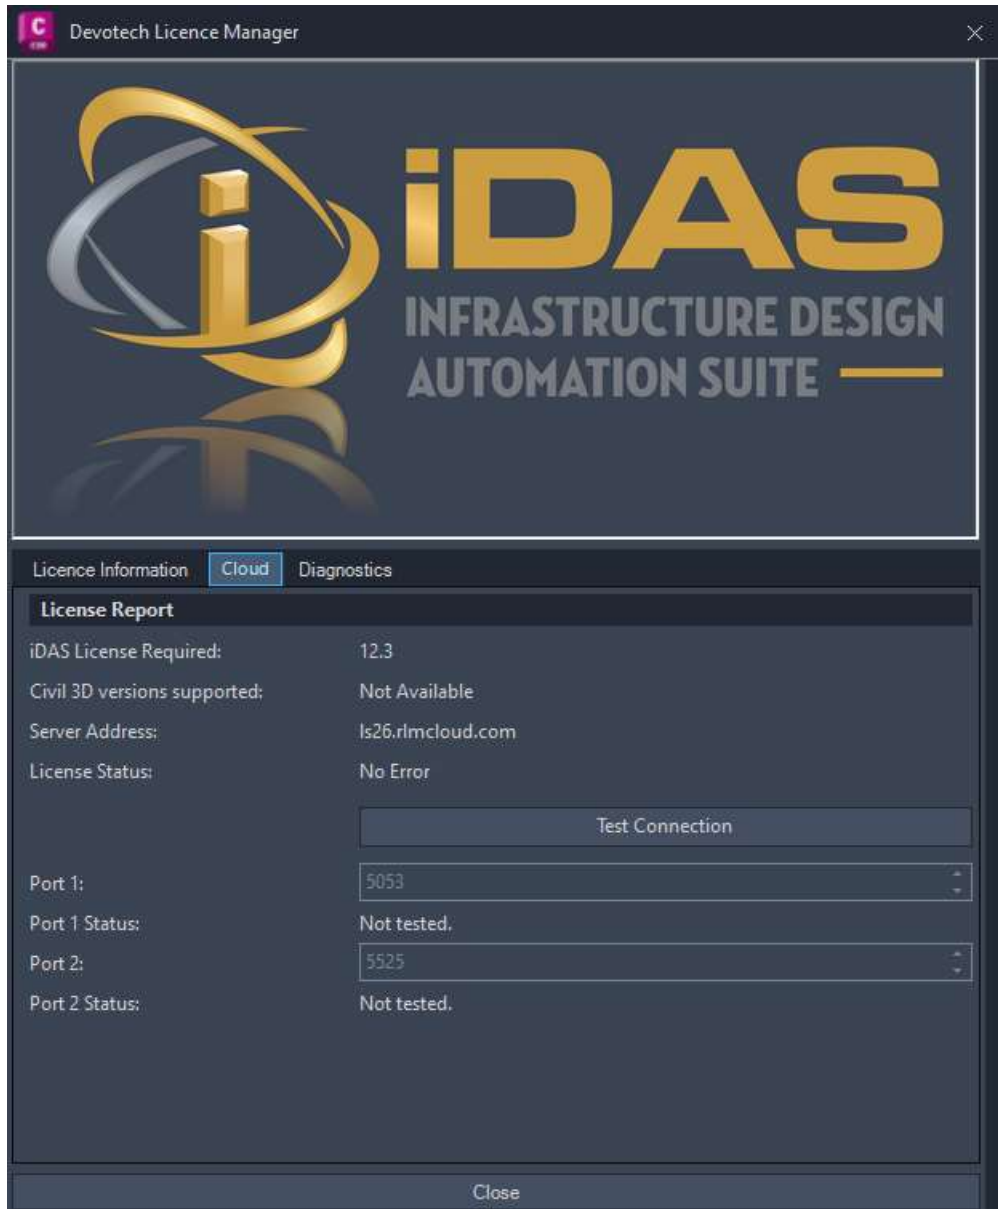 Devotech Licence Manager
iDAS
INFRASTRUCTURE DESIGN
AUTOMATION SUITE
Licence Information Cloud Diagnostics
License Report
iDAS License Required: 12.3
Civil 3D versions supported: Not Available
Server Address: ls26.rlmcloud.com
License Status: No Error
Test Connection
Port 1: 5053
Port 1 Status: Not tested.
Port 2: 5525
Port 2 Status: Not tested.
Close